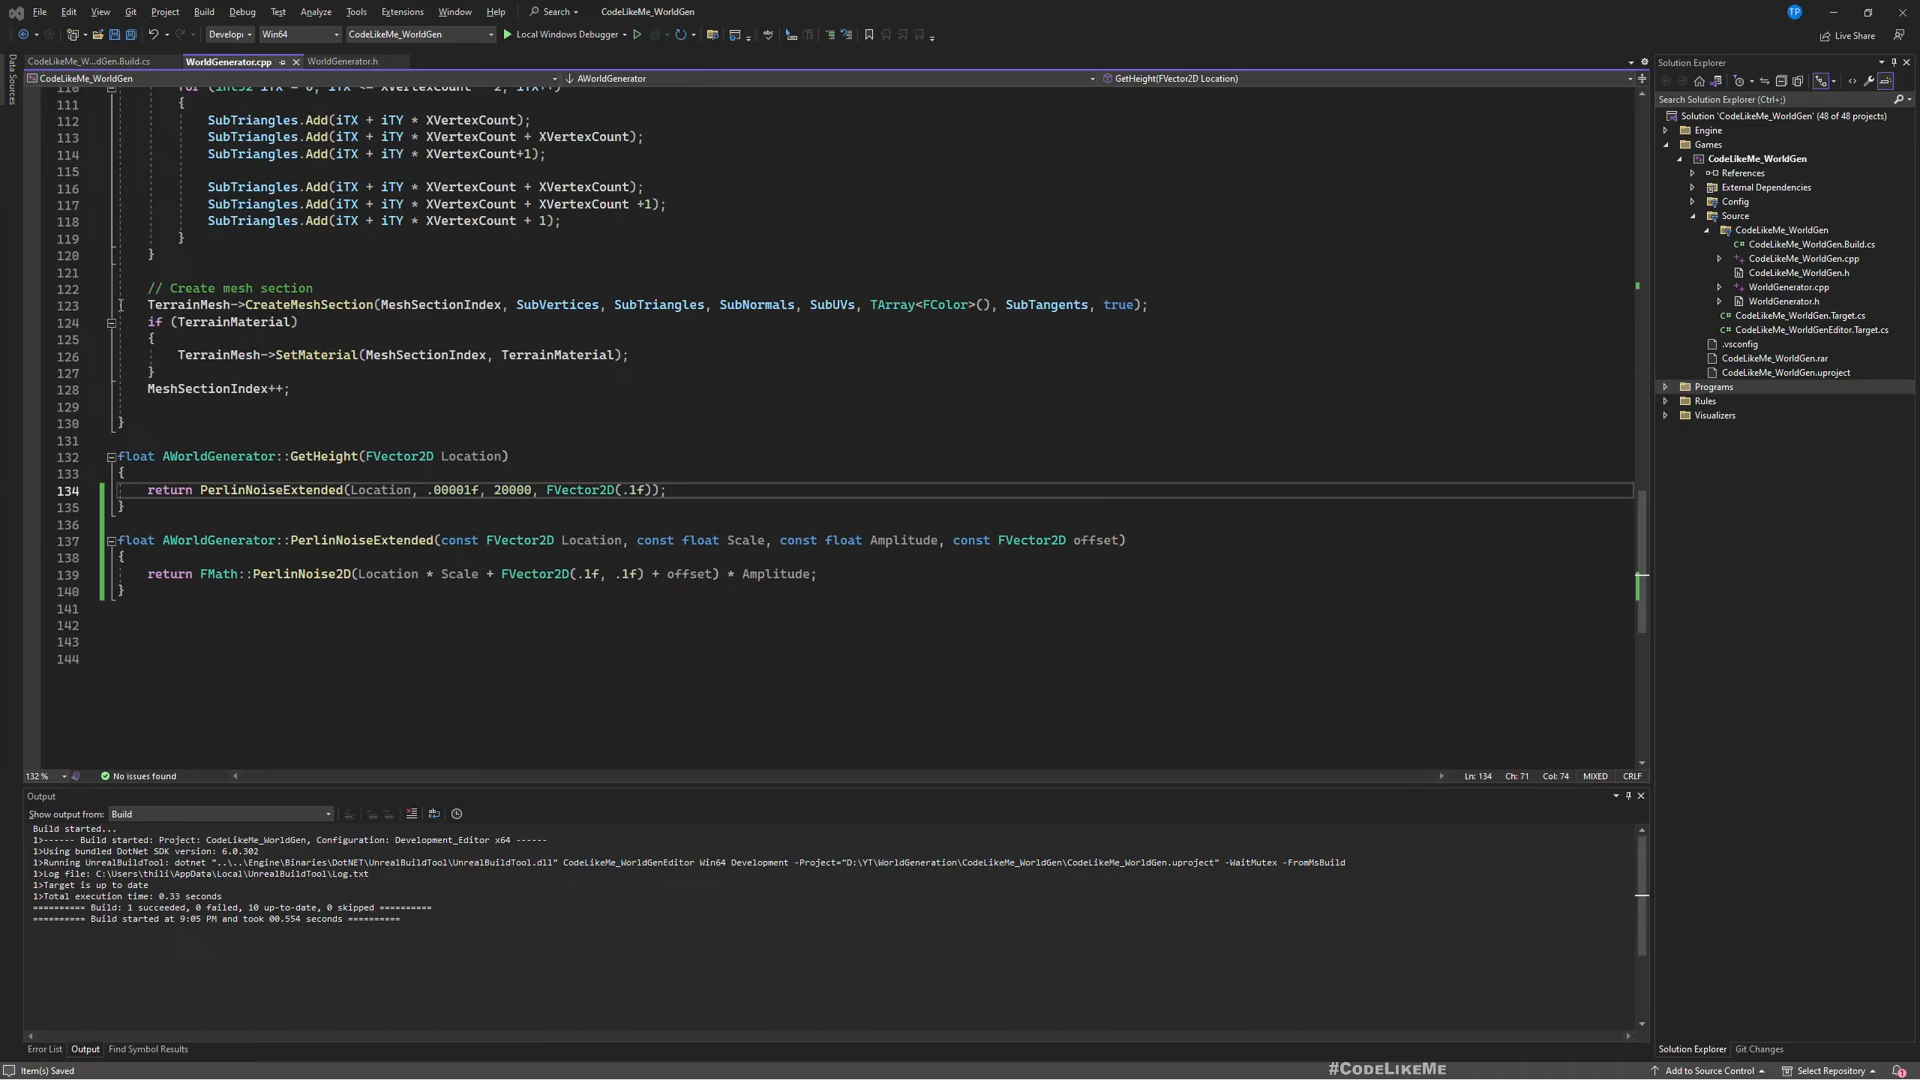 File Edit View Git Project Build Debug Test Analyze Tools Extensions Window Help Search CodeLikeMe_WorldGen TP
Develop Win64 CodeLikeMe_WorldGen Local Windows Debugger Live Share
Data Sources
CodeLikeMe_W...dGen.Build.cs WorldGenerator.cpp WorldGenerator.h
CodeLikeMe_WorldGen AWorldGenerator GetHeight(FVector2D Location)
110 for (int32 iTX = 0; iTX <= XVertexCount - 2; iTX++)
111 {
112 SubTriangles.Add(iTX + iTY * XVertexCount);
113 SubTriangles.Add(iTX + iTY * XVertexCount + XVertexCount);
114 SubTriangles.Add(iTX + iTY * XVertexCount+1);
115
116 SubTriangles.Add(iTX + iTY * XVertexCount + XVertexCount);
117 SubTriangles.Add(iTX + iTY * XVertexCount + XVertexCount +1);
118 SubTriangles.Add(iTX + iTY * XVertexCount + 1);
119 }
120 }
121
122 // Create mesh section
123 TerrainMesh->CreateMeshSection(MeshSectionIndex, SubVertices, SubTriangles, SubNormals, SubUVs, TArray<FColor>(), SubTangents, true);
124 if (TerrainMaterial)
125 {
126 TerrainMesh->SetMaterial(MeshSectionIndex, TerrainMaterial);
127 }
128 MeshSectionIndex++;
129
130 }
131
132 float AWorldGenerator::GetHeight(FVector2D Location)
133 {
134 return PerlinNoiseExtended(Location, .00001f, 20000, FVector2D(.1f));
135 }
136
137 float AWorldGenerator::PerlinNoiseExtended(const FVector2D Location, const float Scale, const float Amplitude, const FVector2D offset)
138 {
139 return FMath::PerlinNoise2D(Location * Scale + FVector2D(.1f, .1f) + offset) * Amplitude;
140 }
141
142
143
144
132 % No issues found Ln: 134 Ch: 71 Col: 74 MIXED CRLF
Output
Show output from: Build
Build started...
1>------ Build started: Project: CodeLikeMe_WorldGen, Configuration: Development_Editor x64 ------
1>Using bundled DotNet SDK version: 6.0.302
1>Running UnrealBuildTool: dotnet "..\..\Engine\Binaries\DotNET\UnrealBuildTool\UnrealBuildTool.dll" CodeLikeMe_WorldGenEditor Win64 Development -Project="D:\YT\WorldGeneration\CodeLikeMe_WorldGen\CodeLikeMe_WorldGen.uproject" -WaitMutex -FromMsBuild
1>Log file: C:\Users\thili\AppData\Local\UnrealBuildTool\Log.txt
1>Target is up to date
1>Total execution time: 0.33 seconds
========== Build: 1 succeeded, 0 failed, 10 up-to-date, 0 skipped ==========
========== Build started at 9:05 PM and took 00.554 seconds ==========
Error List Output Find Symbol Results
Item(s) Saved
Solution Explorer
Search Solution Explorer (Ctrl+;)
Solution 'CodeLikeMe_WorldGen' (48 of 48 projects)
Engine
Games
CodeLikeMe_WorldGen
References
External Dependencies
Config
Source
CodeLikeMe_WorldGen
CodeLikeMe_WorldGen.Build.cs
CodeLikeMe_WorldGen.cpp
CodeLikeMe_WorldGen.h
WorldGenerator.cpp
WorldGenerator.h
CodeLikeMe_WorldGen.Target.cs
CodeLikeMe_WorldGenEditor.Target.cs
.vsconfig
CodeLikeMe_WorldGen.rar
CodeLikeMe_WorldGen.uproject
Programs
Rules
Visualizers
Solution Explorer Git Changes
#CodeLikeMe
Add to Source Control Select Repository 1